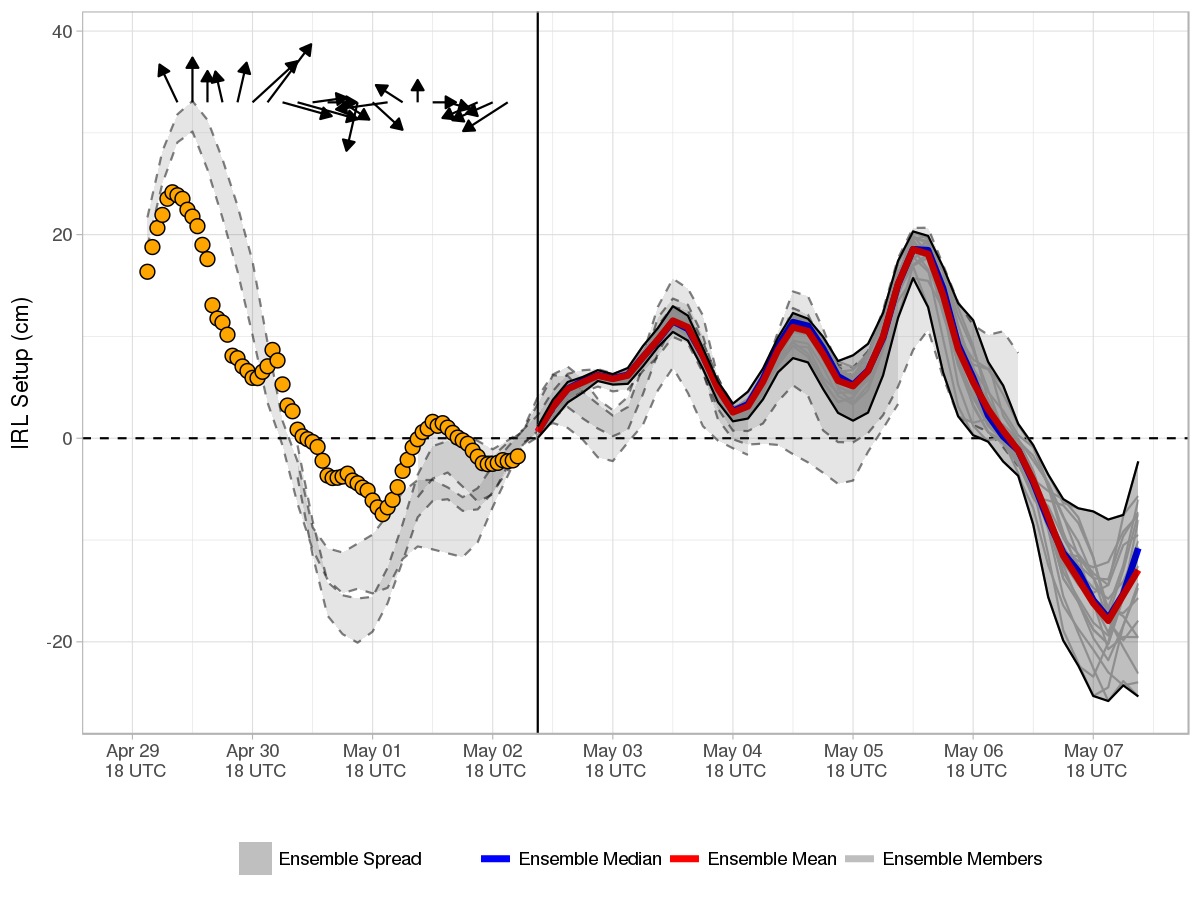 IRL Setup (cm)
40
20
0
-20
Apr 29 Apr 30 May 01 May 02 May 03 May 04 May 05 May 06 May 07
18 UTC 18 UTC 18 UTC 18 UTC 18 UTC 18 UTC 18 UTC 18 UTC 18 UTC
Ensemble Spread Ensemble Median Ensemble Mean Ensemble Members